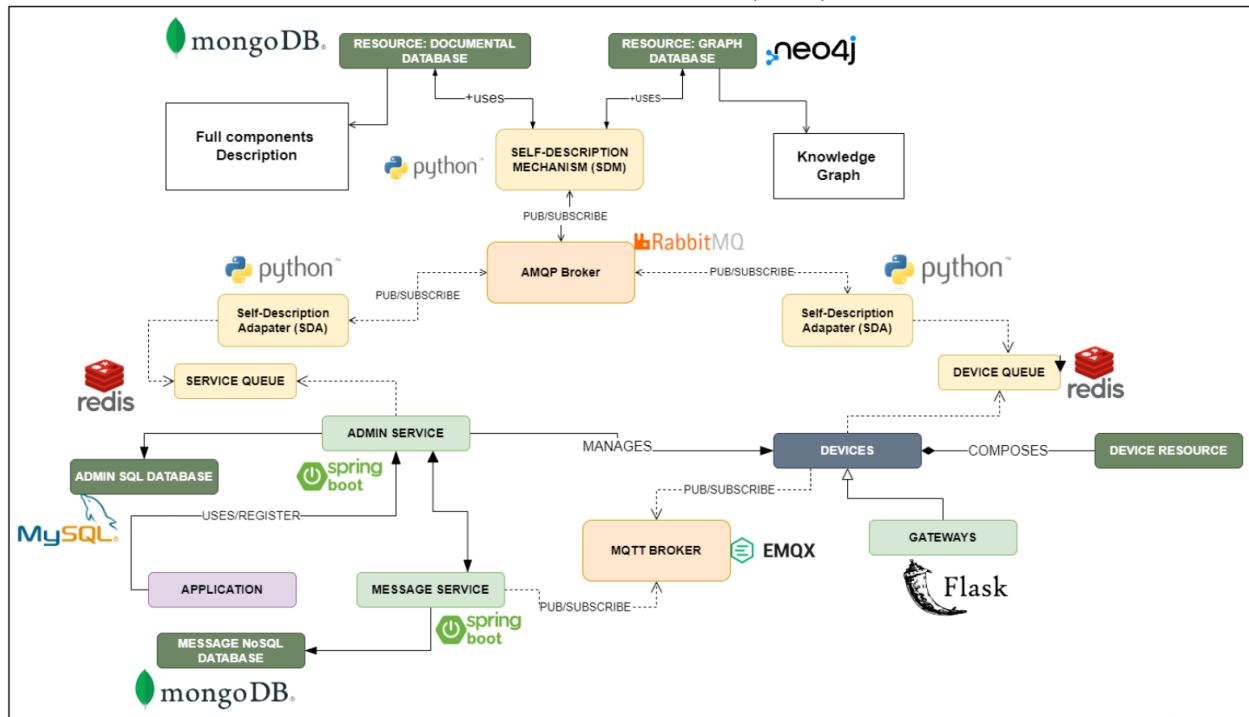 mongoDB®
RESOURCE: DOCUMENTAL
DATABASE
RESOURCE: GRAPH
DATABASE
neo4j
+uses
+USES
Full components
Description
python™
SELF-DESCRIPTION
MECHANISM (SDM)
Knowledge
Graph
PUB/SUBSCRIBE
RabbitMQ
python™
AMQP Broker
PUB/SUBSCRIBE
python™
PUB/SUBSCRIBE
Self-Description
Adapater (SDA)
Self-Description
Adapater (SDA)
redis
SERVICE QUEUE
DEVICE QUEUE
redis
ADMIN SERVICE
MANAGES
DEVICES
COMPOSES
DEVICE RESOURCE
ADMIN SQL DATABASE
spring
boot
PUB/SUBSCRIBE
MySQL®
USES/REGISTER
GATEWAYS
MQTT BROKER
EMQX
APPLICATION
MESSAGE SERVICE
Flask
PUB/SUBSCRIBE
spring
boot
MESSAGE NoSQL
DATABASE
mongoDB®